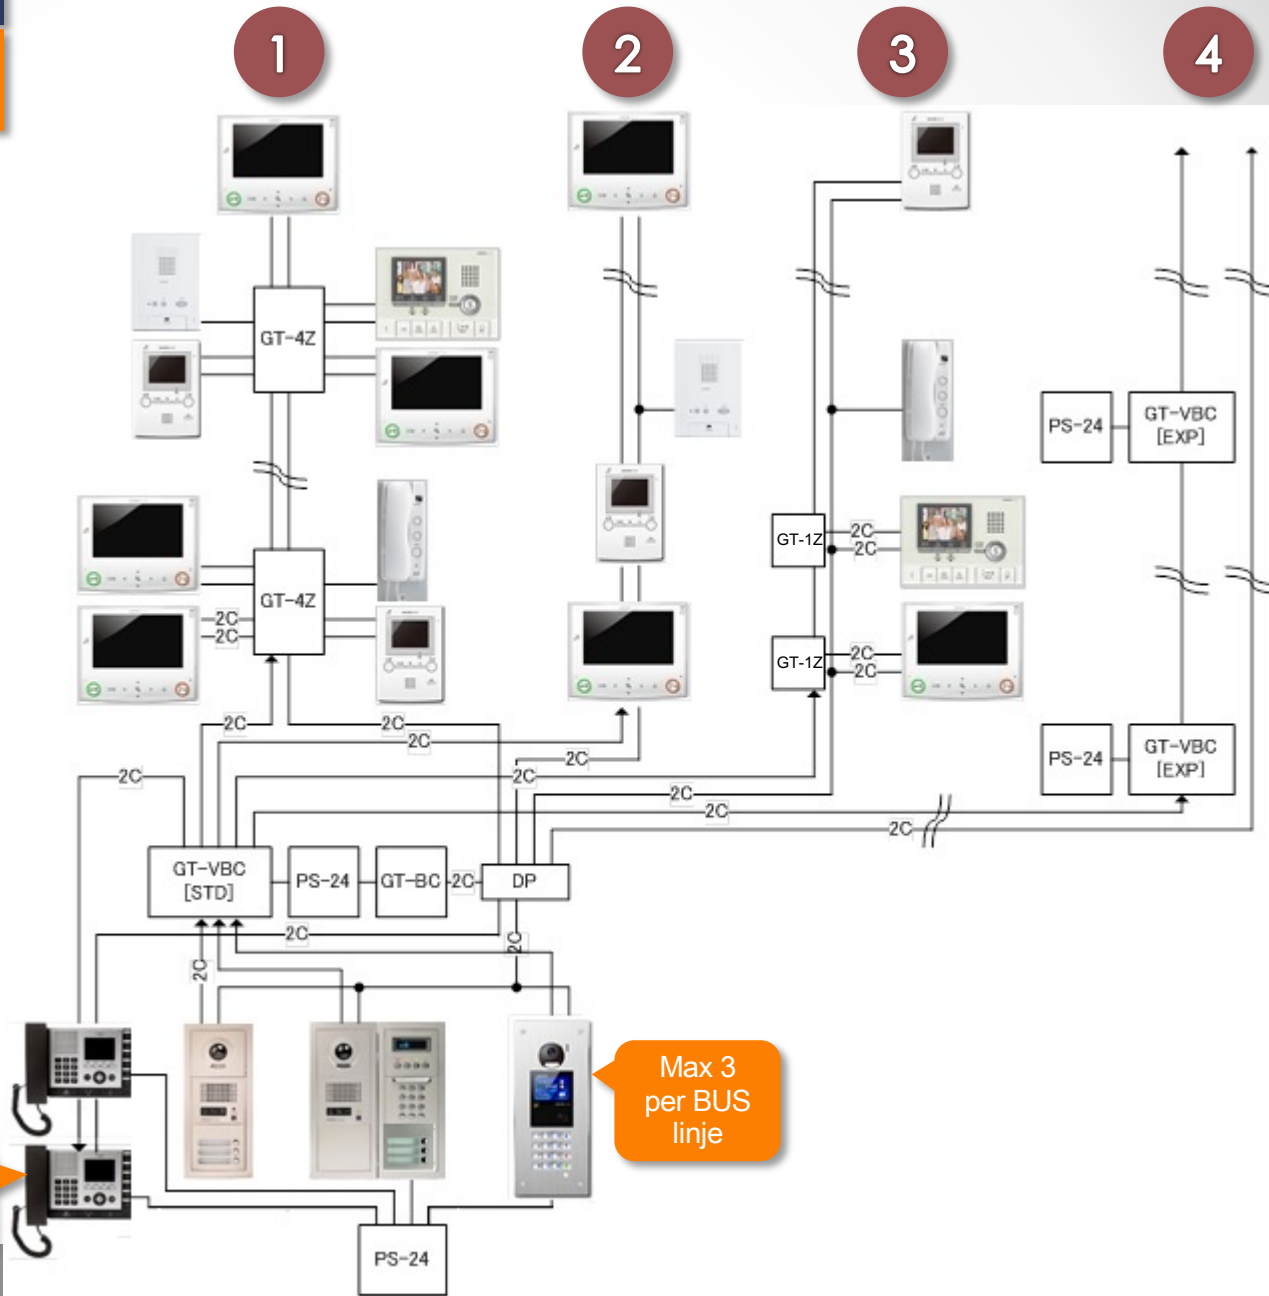 1
2
3
4
GT-4Z
PS-24
GT-VBC
[EXP]
GT-1Z
2C
2C
GT-4Z
2C
2C
GT-1Z
2C
2C
PS-24
GT-VBC
[EXP]
2C
2C
2C
2C
2C
2C
2C
2C
2C
GT-VBC
[STD]
PS-24
GT-BC
2C
DP
2C
2C
2C
Max 3
per BUS
linje
PS-24